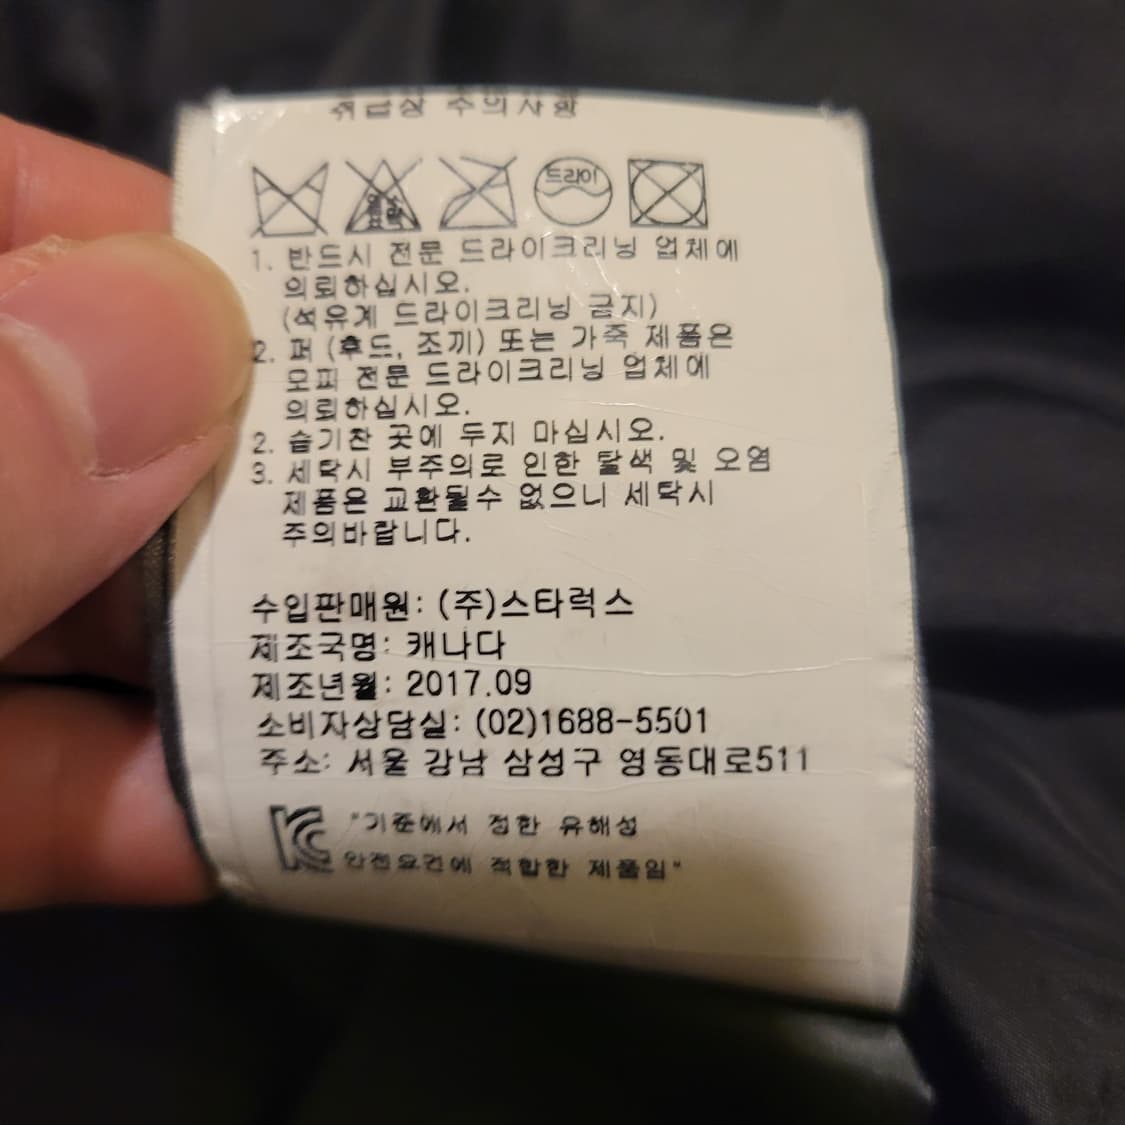 취급상 주의사항
염소 표백
드라이
1. 반드시 전문 드라이크리닝 업체에
의뢰하십시오.
(석유계 드라이크리닝 금지)
2. 퍼 (후드, 조끼) 또는 가죽 제품은
모피 전문 드라이크리닝 업체에
의뢰하십시오.
2. 습기찬 곳에 두지 마십시오.
3. 세탁시 부주의로 인한 탈색 및 오염
제품은 교환될수 없으니 세탁시
주의바랍니다.
수입판매원: (주)스타럭스
제조국명: 캐나다
제조년월: 2017.09
소비자상담실: (02)1688-5501
주소: 서울 강남 삼성구 영동대로511
KC "기준에서 정한 유해성
안전요건에 적합한 제품임"